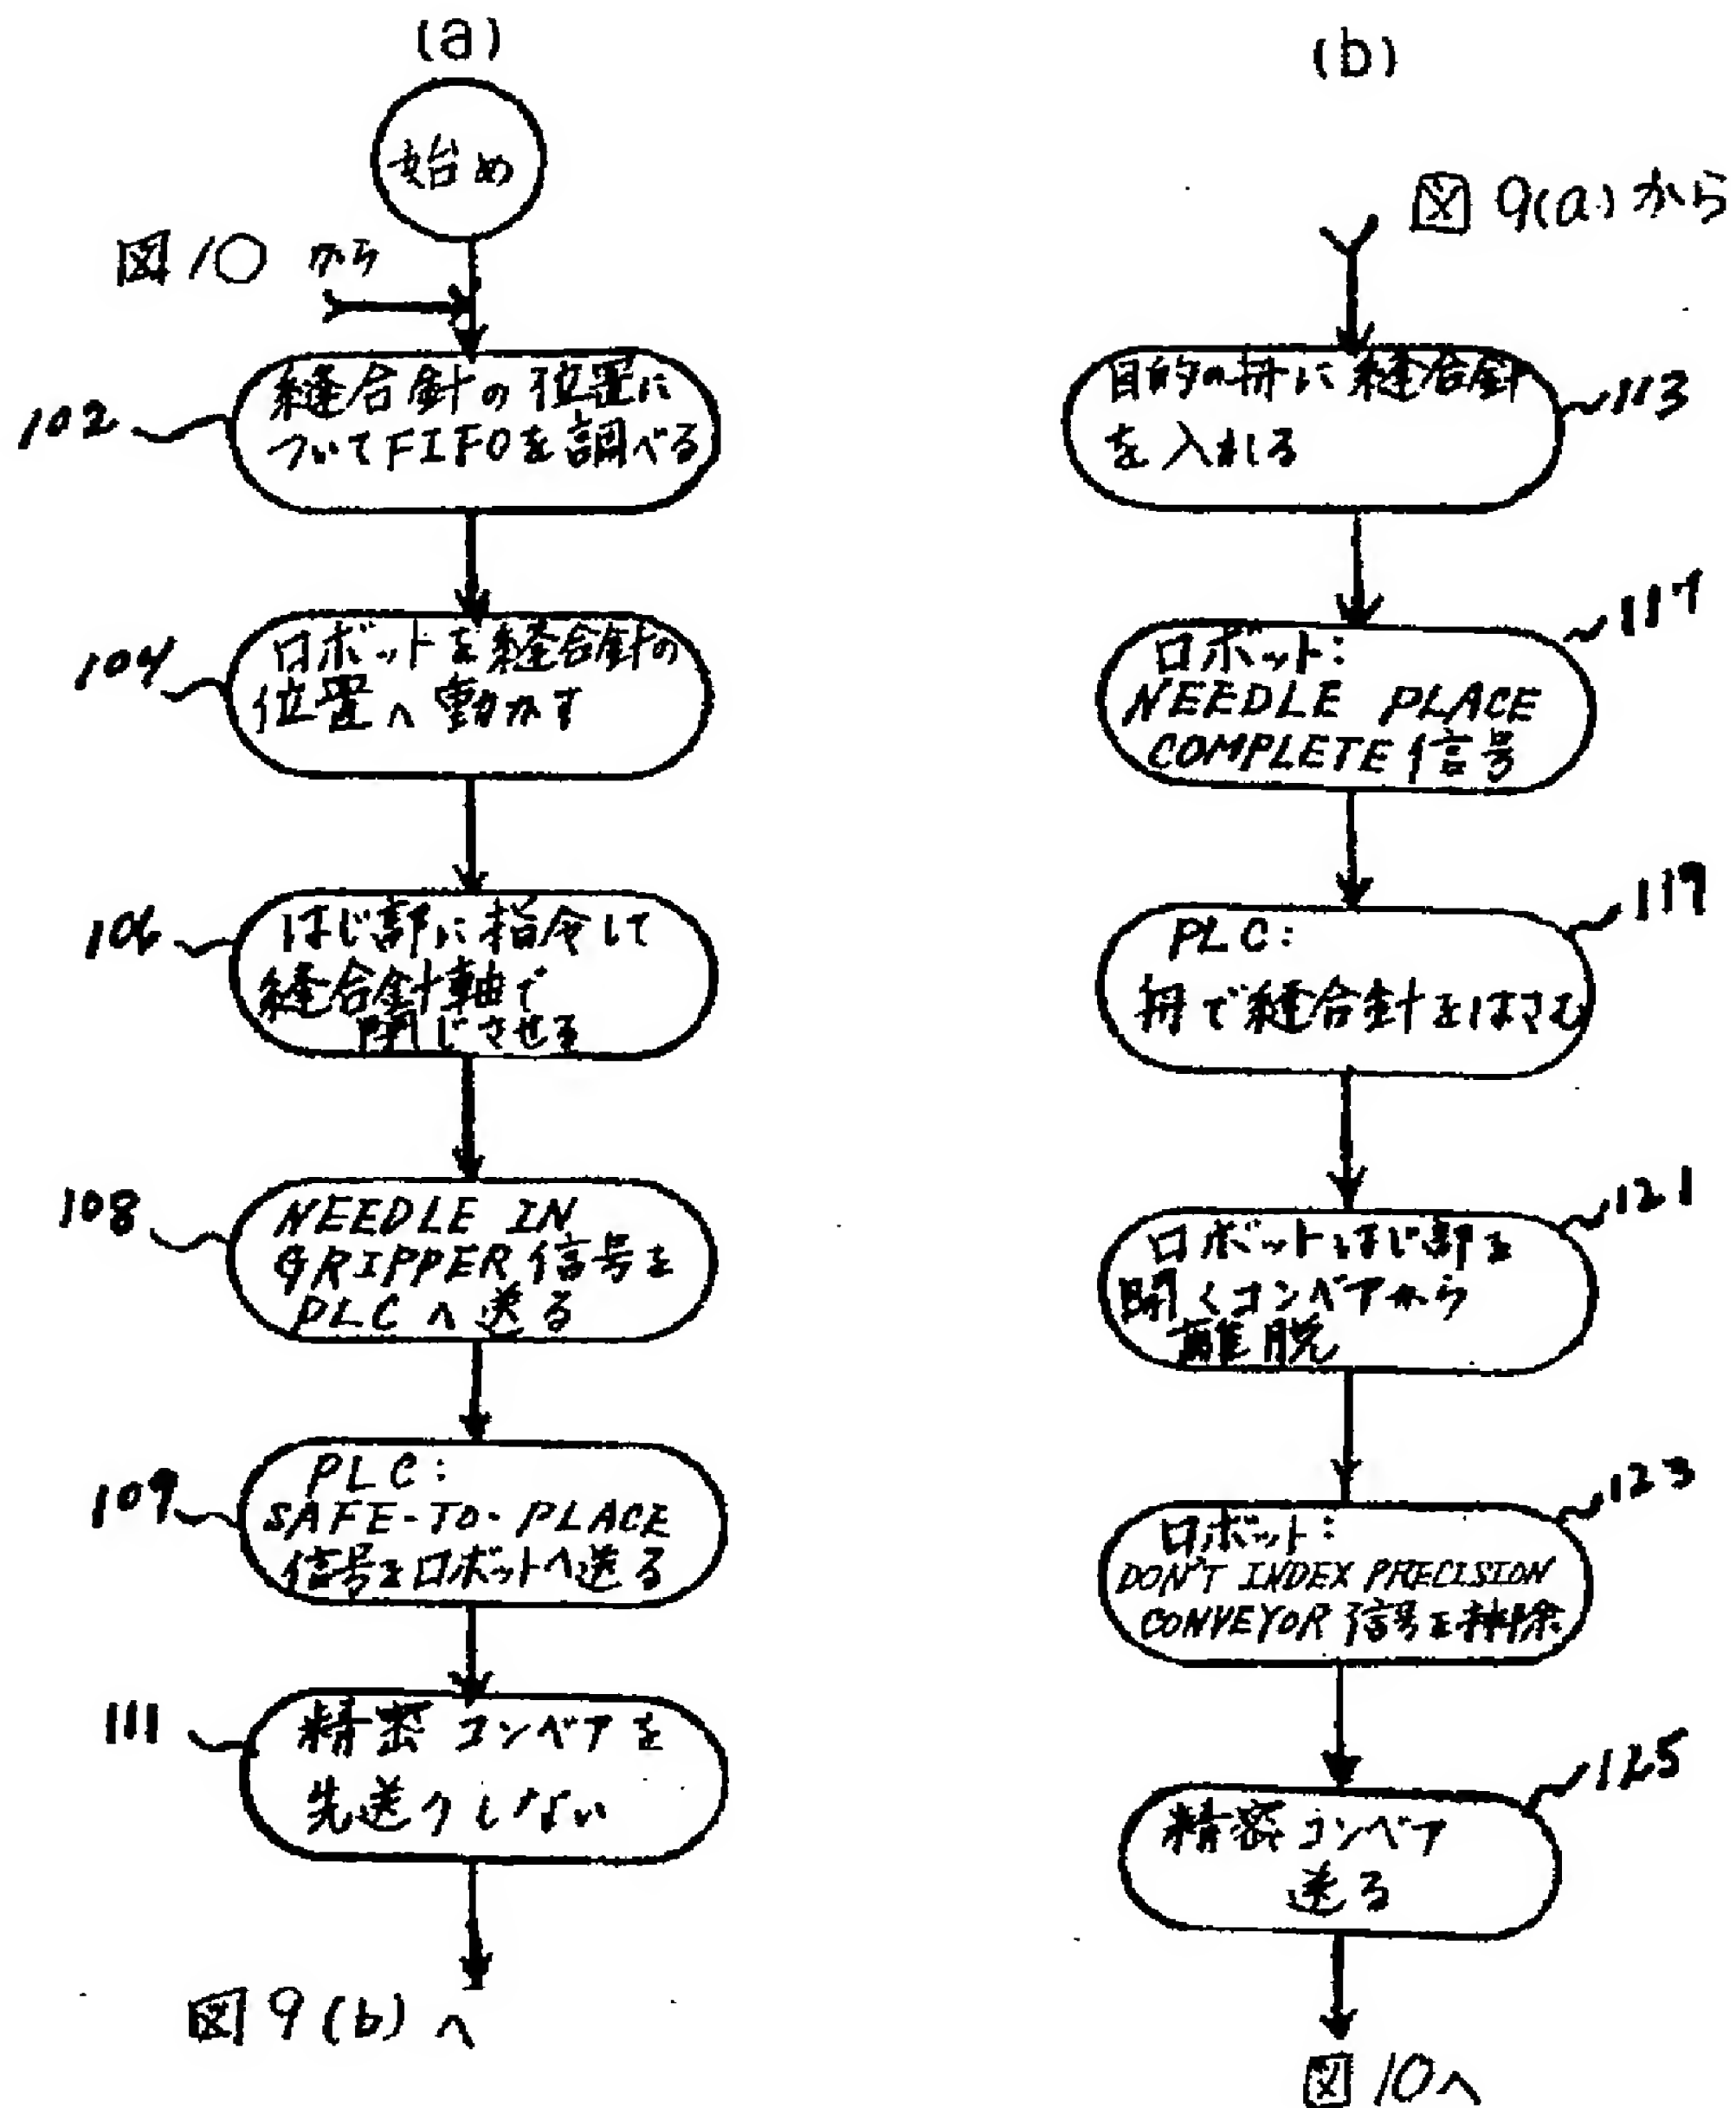 (a)
始め
図10 から
102
縫合針の位置に
ついてFIFOを調べる
104
ロボットを縫合針の
位置へ動かす
106
はじ部に指令して
縫合針軸で
閉じさせる
108
NEEDLE IN
GRIPPER 信号を
PLC へ送る
109
PLC:
SAFE-TO-PLACE
信号をロボットへ送る
111
精密コンベアを
先送りしない
図9(b)へ
(b)
図9(a)から
113
目的の冊に縫合針
を入れる
117
ロボット:
NEEDLE PLACE
COMPLETE 信号
119
PLC:
冊で縫合針をはさむ
121
ロボットはじ部を
開くコンベアから
離脱
123
ロボット:
DON'T INDEX PRECISION
CONVEYOR 信号を排除
125
精密コンベア
送る
図10へ